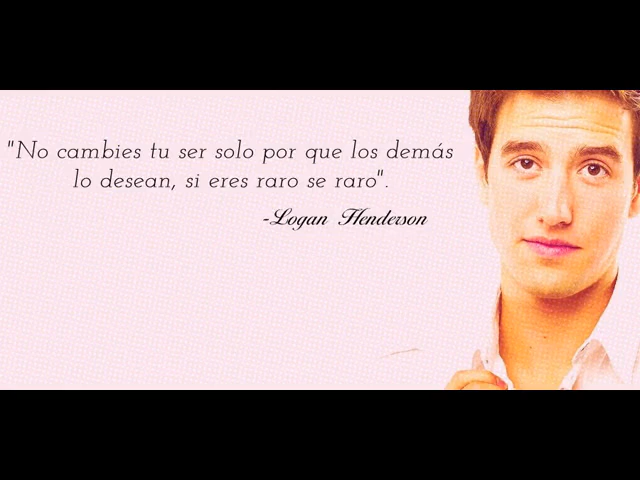 "No cambies tu ser solo por que los demás
lo desean, si eres raro se raro".
-Logan Henderson